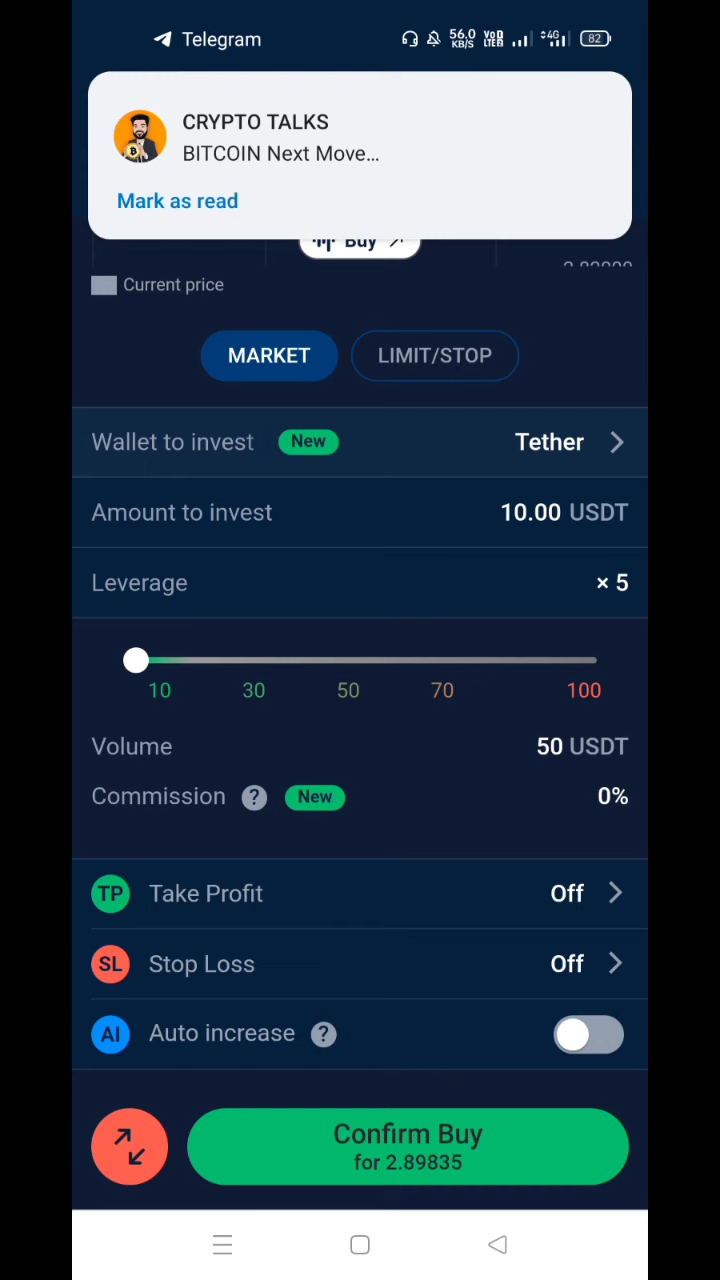 Telegram
56.0 KB/S
VoD LTE2
4G
82
CRYPTO TALKS
BITCOIN Next Move...
Mark as read
Buy
Current price
MARKET
LIMIT/STOP
Wallet to invest New Tether
Amount to invest 10.00 USDT
Leverage × 5
10 30 50 70 100
Volume 50 USDT
Commission ? New 0%
TP Take Profit Off
SL Stop Loss Off
AI Auto increase ?
Confirm Buy
for 2.89835